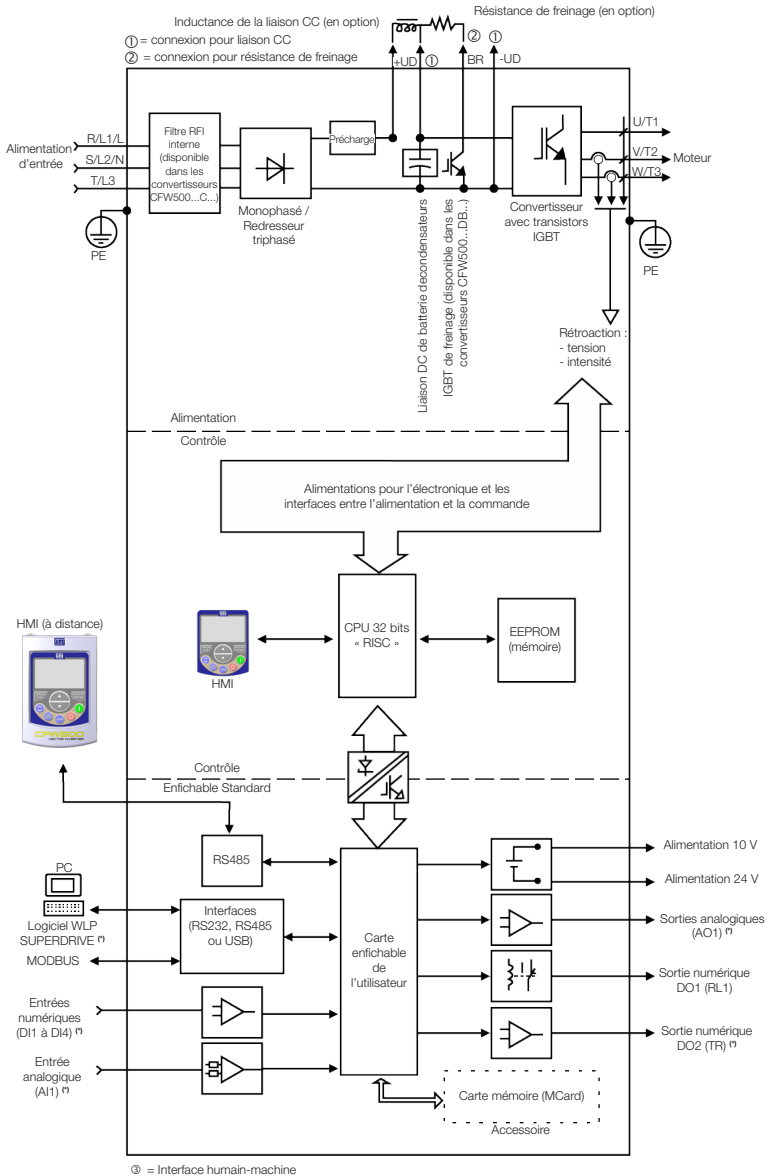 Inductance de la liaison CC (en option)
Résistance de freinage (en option)
① = connexion pour liaison CC
② = connexion pour résistance de freinage
② ①
+UD ① BR -UD
Alimentation
d'entrée
R/L1/L
S/L2/N
T/L3
PE
Filtre RFI
interne
(disponible
dans les
convertisseurs
CFW500...C...)
Monophasé /
Redresseur
triphasé
Précharge
Liaison DC de batterie decondensateurs
IGBT de freinage (disponible dans les
convertisseurs CFW500...DB...)
Convertisseur
avec transistors
IGBT
U/T1
V/T2
W/T3
Moteur
PE
Rétroaction :
- tension
- intensité
Alimentation
Contrôle
Alimentations pour l'électronique et les
interfaces entre l'alimentation et la commande
CPU 32 bits
« RISC »
EEPROM
(mémoire)
HMI
HMI (à distance)
CFW500
VECTOR INVERTER
Contrôle
Enfichable Standard
RS485
PC
Logiciel WLP
SUPERDRIVE (*)
MODBUS
Interfaces
(RS232, RS485
ou USB)
Entrées
numériques
(DI1 à DI4) (*)
Entrée
analogique
(AI1) (*)
Carte
enfichable
de
l'utilisateur
Alimentation 10 V
Alimentation 24 V
Sorties analogiques
(AO1) (*)
Sortie numérique
DO1 (RL1)
Sortie numérique
DO2 (TR) (*)
Carte mémoire (MCard)
Accessoire
③ = Interface humain-machine